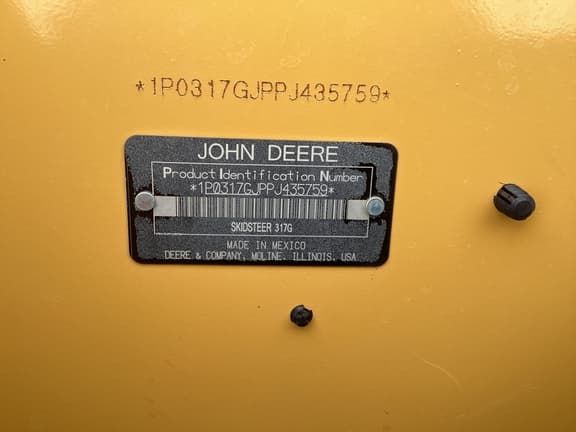 *1P0317GJPPJ435759*
JOHN DEERE
Product Identification Number
*1P0317GJPPJ435759*
SKIDSTEER 317G
MADE IN MEXICO
DEERE & COMPANY, MOLINE, ILLINOIS, USA